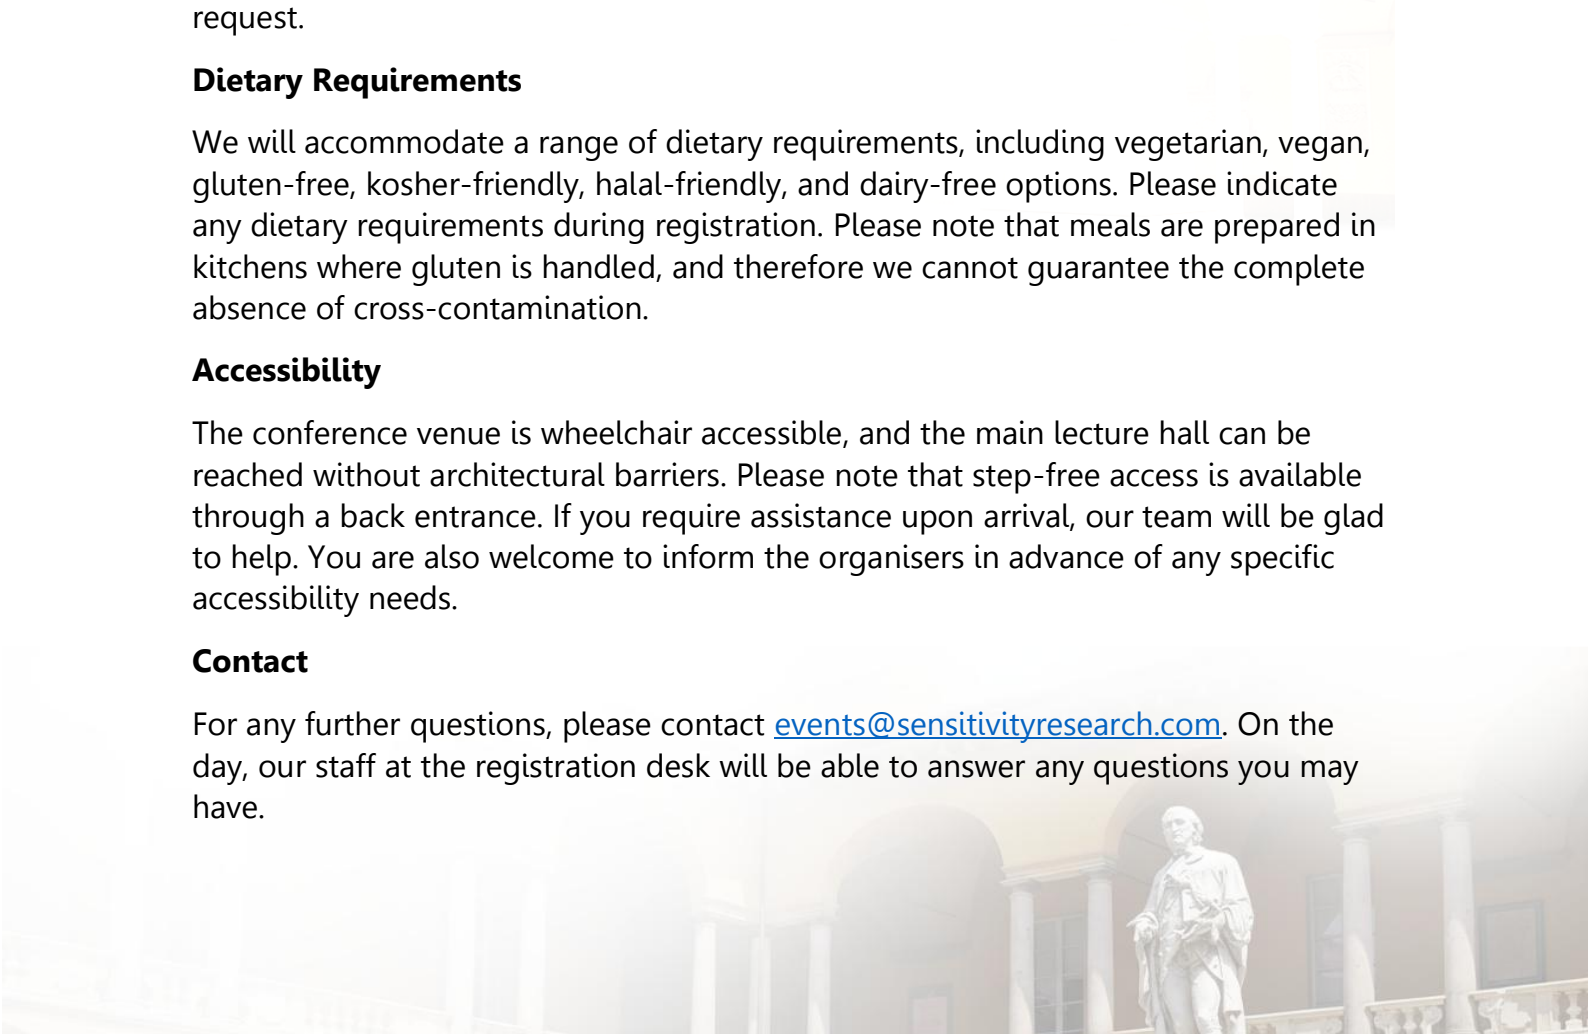 request.
Dietary Requirements
We will accommodate a range of dietary requirements, including vegetarian, vegan,
gluten-free, kosher-friendly, halal-friendly, and dairy-free options. Please indicate
any dietary requirements during registration. Please note that meals are prepared in
kitchens where gluten is handled, and therefore we cannot guarantee the complete
absence of cross-contamination.
Accessibility
The conference venue is wheelchair accessible, and the main lecture hall can be
reached without architectural barriers. Please note that step-free access is available
through a back entrance. If you require assistance upon arrival, our team will be glad
to help. You are also welcome to inform the organisers in advance of any specific
accessibility needs.
Contact
For any further questions, please contact events@sensitivityresearch.com. On the
day, our staff at the registration desk will be able to answer any questions you may
have.